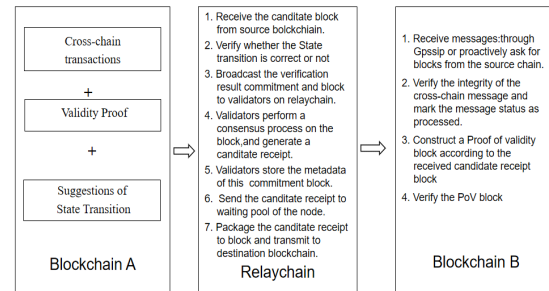 Cross-chain
transactions
+
Validity Proof
+
Suggestions of
State Transition
Blockchain A
1. Receive the canditate block
from source bolckhiain.
2. Verify whether the State
transition is correct or not
3. Broadcast the verification
result commitment and block
to validators on relaychain.
4. Validators perform a
consensus process on the
block,and generate a
canditate receipt.
5. Validators store the metadata
of this commitment block.
6. Send the canditate receipt to
waiting pool of the node.
7. Package the canditate receipt
to block and transmit to
destination blockchain.
Relaychain
1. Receive messages:through
Gpssip or proactively ask for
blocks from the source chain.
2. Verify the integrity of the
cross-chain message and
mark the message status as
processed.
3. Construct a Proof of validity
block according to the
received candidate receipt
block
4. Verify the PoV block
Blockchain B